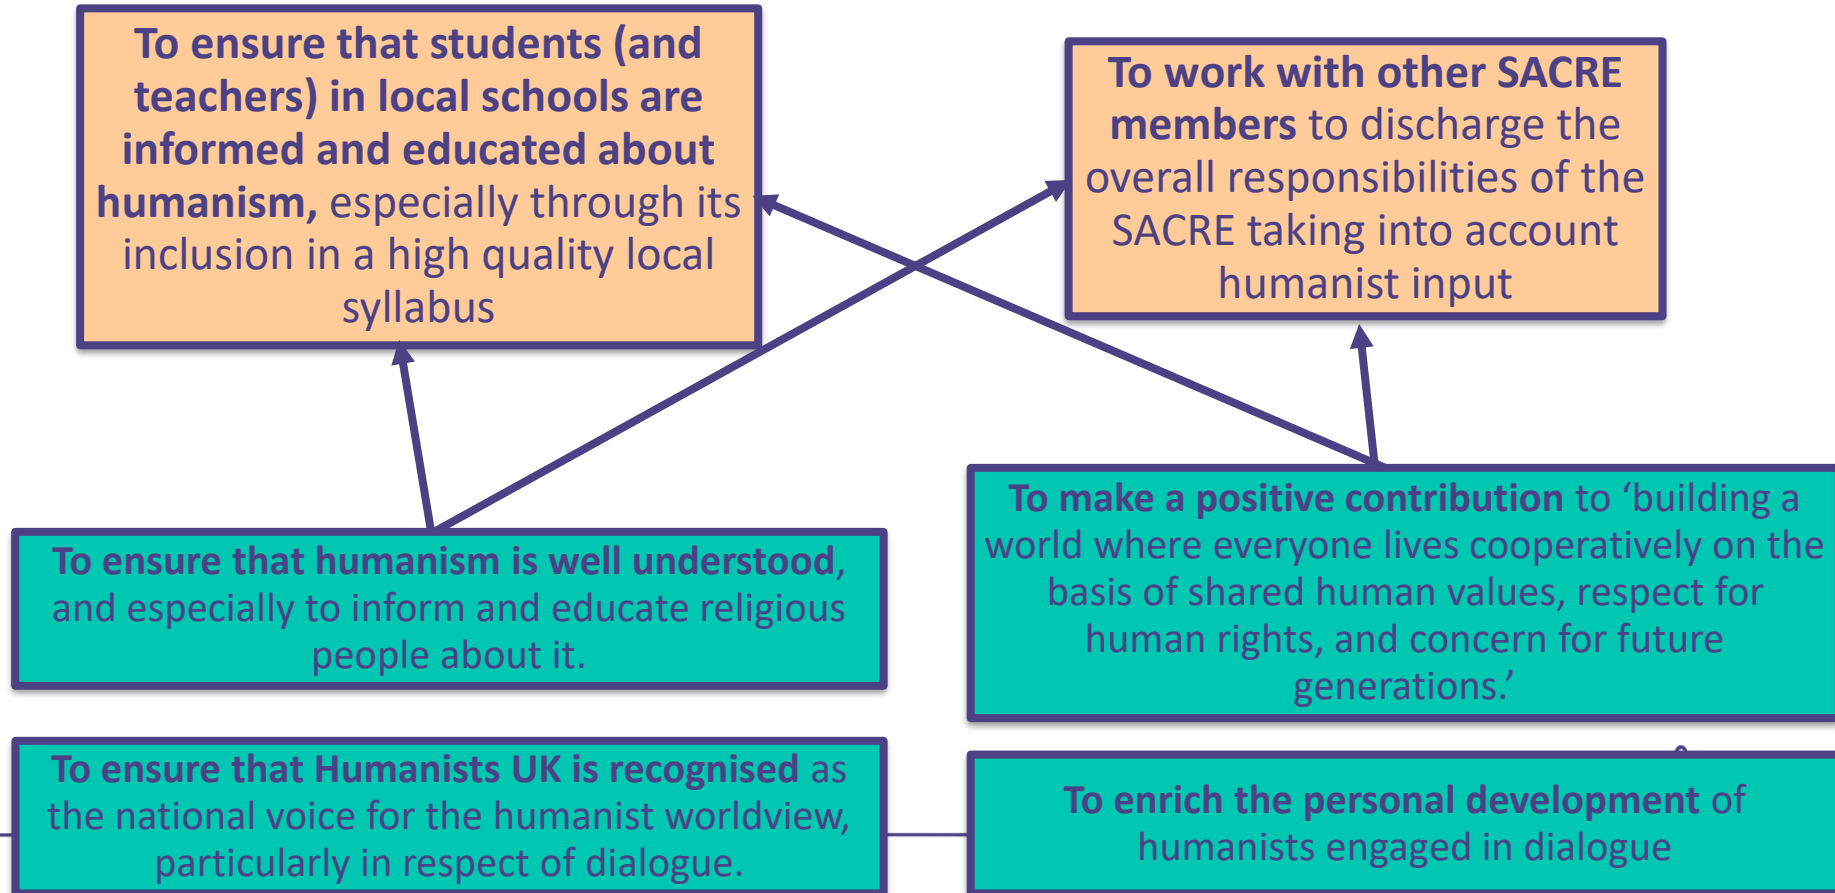 To ensure that students (and
teachers) in local schools are
informed and educated about
humanism, especially through its
inclusion in a high quality local
syllabus
To work with other SACRE
members to discharge the
overall responsibilities of the
SACRE taking into account
humanist input
To ensure that humanism is well understood,
and especially to inform and educate religious
people about it.
To make a positive contribution to ‘building a
world where everyone lives cooperatively on the
basis of shared human values, respect for
human rights, and concern for future
generations.’
To ensure that Humanists UK is recognised as
the national voice for the humanist worldview,
particularly in respect of dialogue.
To enrich the personal development of
humanists engaged in dialogue